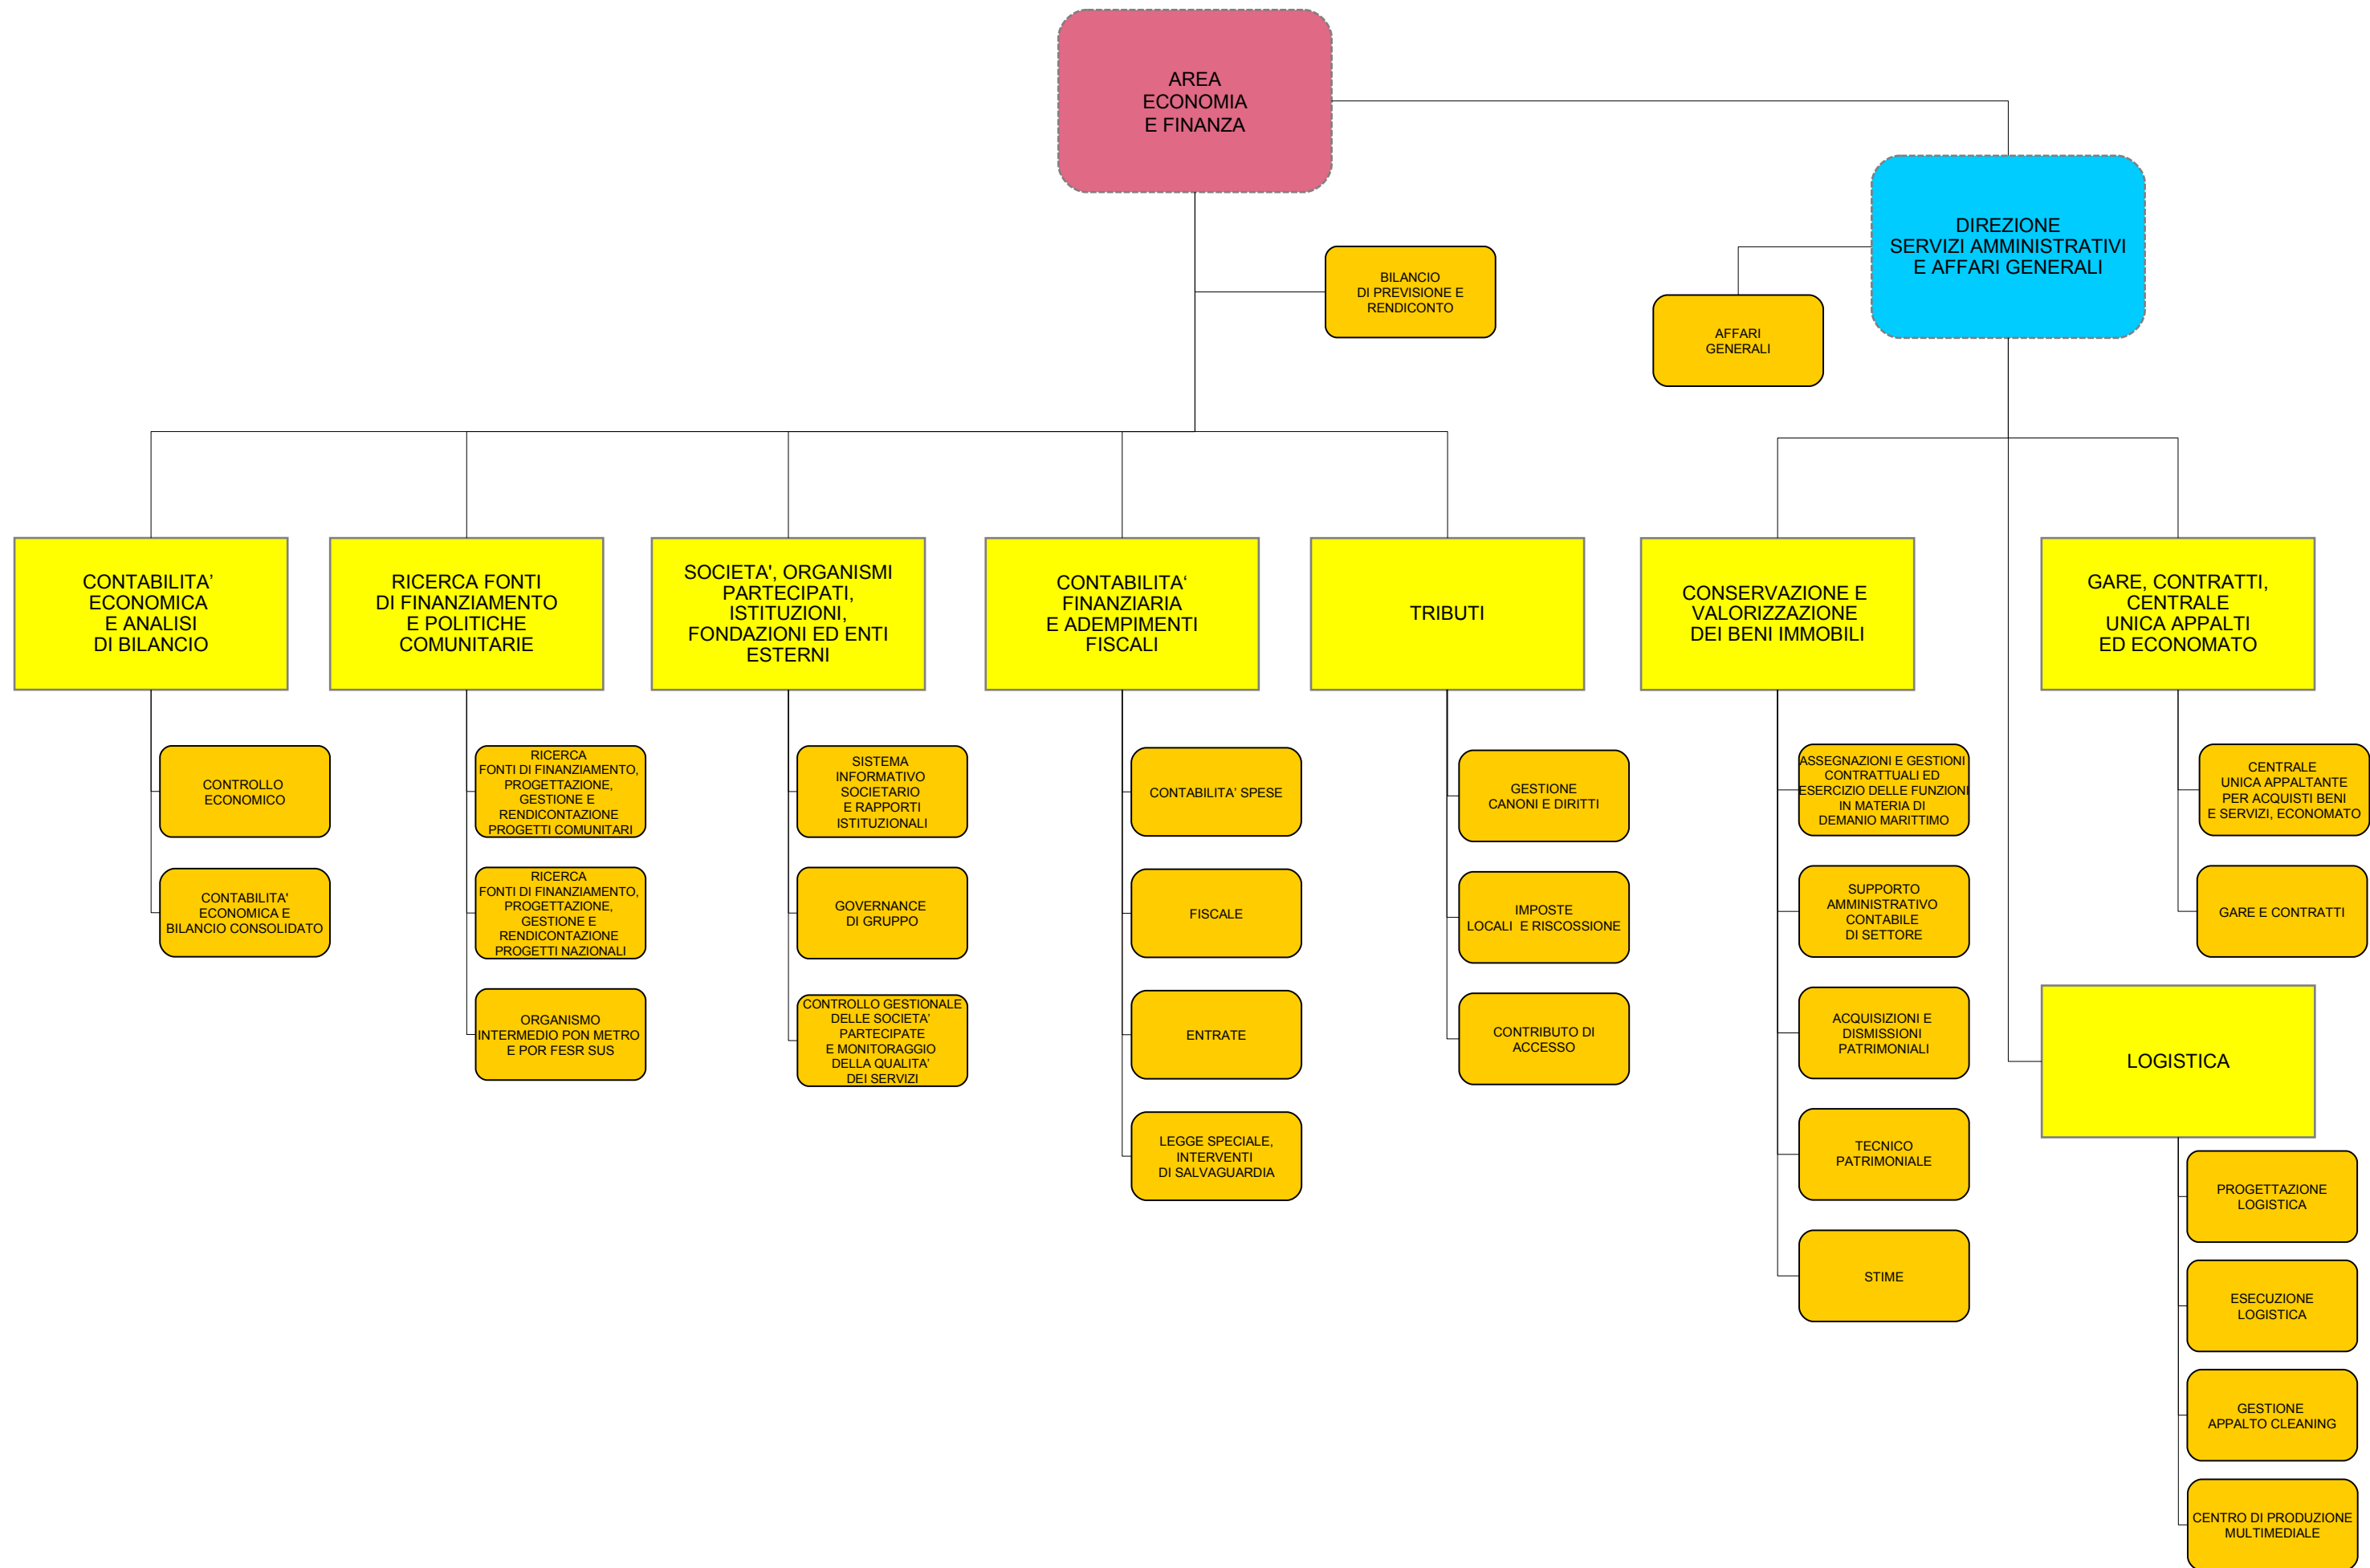 AREA
ECONOMIA
E FINANZA
DIREZIONE
SERVIZI AMMINISTRATIVI
E AFFARI GENERALI
BILANCIO
DI PREVISIONE E
RENDICONTO
AFFARI
GENERALI
CONTABILITA’
ECONOMICA
E ANALISI
DI BILANCIO
RICERCA FONTI
DI FINANZIAMENTO
E POLITICHE
COMUNITARIE
SOCIETA', ORGANISMI
PARTECIPATI,
ISTITUZIONI,
FONDAZIONI ED ENTI
ESTERNI
CONTABILITA‘
FINANZIARIA
E ADEMPIMENTI
FISCALI
TRIBUTI
CONSERVAZIONE E
VALORIZZAZIONE
DEI BENI IMMOBILI
GARE, CONTRATTI,
CENTRALE
UNICA APPALTI
ED ECONOMATO
CONTROLLO
ECONOMICO
CONTABILITA'
ECONOMICA E
BILANCIO CONSOLIDATO
RICERCA
FONTI DI FINANZIAMENTO,
PROGETTAZIONE,
GESTIONE E
RENDICONTAZIONE
PROGETTI COMUNITARI
RICERCA
FONTI DI FINANZIAMENTO,
PROGETTAZIONE,
GESTIONE E
RENDICONTAZIONE
PROGETTI NAZIONALI
ORGANISMO
INTERMEDIO PON METRO
E POR FESR SUS
SISTEMA
INFORMATIVO
SOCIETARIO
E RAPPORTI
ISTITUZIONALI
GOVERNANCE
DI GRUPPO
CONTROLLO GESTIONALE
DELLE SOCIETA’
PARTECIPATE
E MONITORAGGIO
DELLA QUALITA’
DEI SERVIZI
CONTABILITA’ SPESE
FISCALE
ENTRATE
LEGGE SPECIALE,
INTERVENTI
DI SALVAGUARDIA
GESTIONE
CANONI E DIRITTI
IMPOSTE
LOCALI E RISCOSSIONE
CONTRIBUTO DI
ACCESSO
ASSEGNAZIONI E GESTIONI
CONTRATTUALI ED
ESERCIZIO DELLE FUNZIONI
IN MATERIA DI
DEMANIO MARITTIMO
SUPPORTO
AMMINISTRATIVO
CONTABILE
DI SETTORE
ACQUISIZIONI E
DISMISSIONI
PATRIMONIALI
TECNICO
PATRIMONIALE
STIME
CENTRALE
UNICA APPALTANTE
PER ACQUISTI BENI
E SERVIZI, ECONOMATO
GARE E CONTRATTI
LOGISTICA
PROGETTAZIONE
LOGISTICA
ESECUZIONE
LOGISTICA
GESTIONE
APPALTO CLEANING
CENTRO DI PRODUZIONE
MULTIMEDIALE